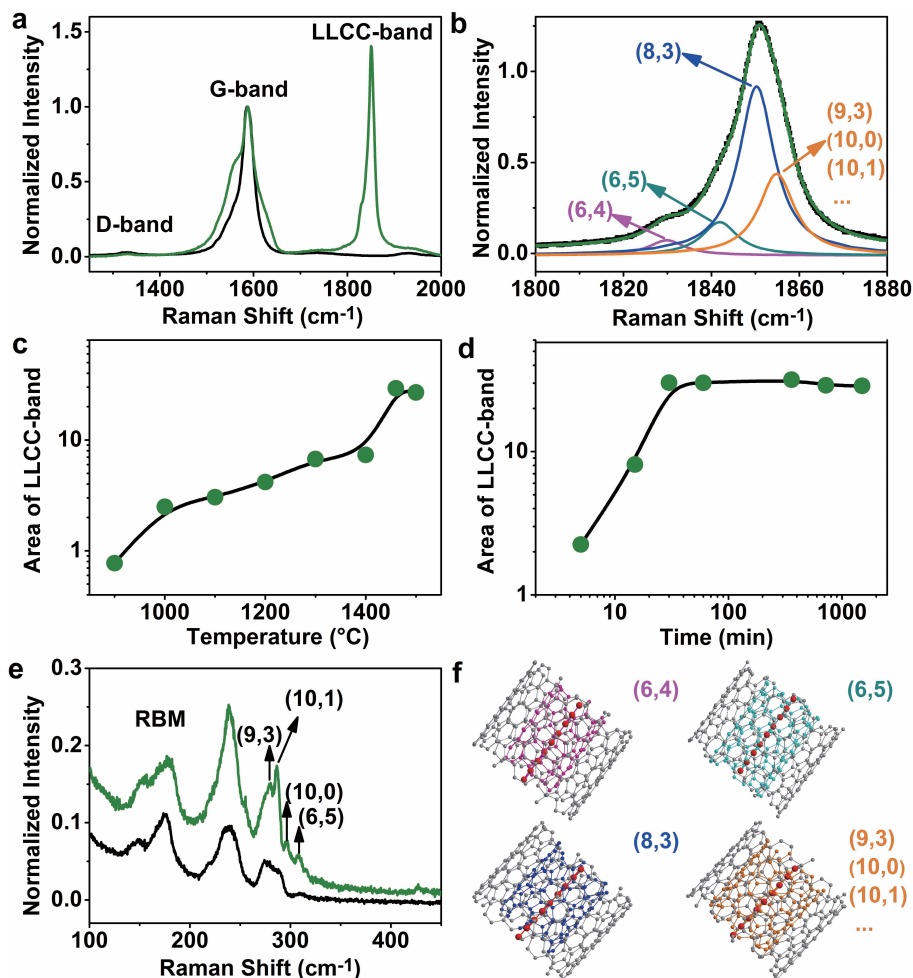 a
LLCC-band
G-band
D-band
Normalized Intensity
1.5
1.0
0.5
0.0
1400 1600 1800 2000
Raman Shift (cm-1)
b
(8,3)
(9,3)
(10,0)
(10,1)
...
(6,5)
(6,4)
Normalized Intensity
1.0
0.5
0.0
1800 1820 1840 1860 1880
Raman Shift (cm-1)
c
Area of LLCC-band
10
1
1000 1200 1400
Temperature (°C)
d
Area of LLCC-band
10
1
10 100 1000
Time (min)
e
RBM
(10,1)
(9,3)
(10,0)
(6,5)
Normalized Intensity
0.3
0.2
0.1
0.0
100 200 300 400
Raman Shift (cm-1)
f
(6,4)
(6,5)
(8,3)
(9,3)
(10,0)
(10,1)
...